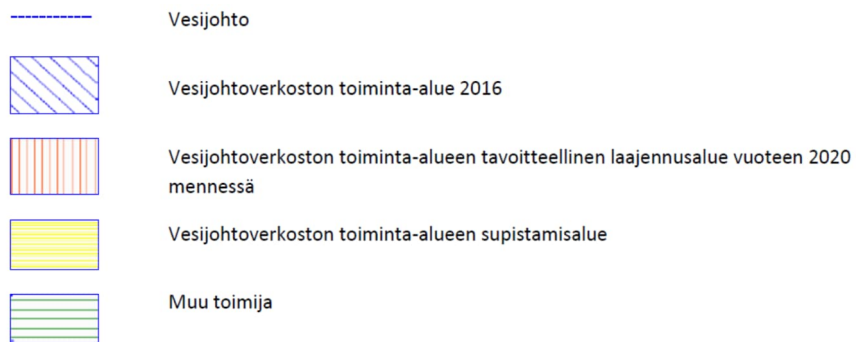 Vesijohto
Vesijohtoverkoston toiminta-alue 2016
Vesijohtoverkoston toiminta-alueen tavoitteellinen laajennusalue vuoteen 2020
mennessä
Vesijohtoverkoston toiminta-alueen supistamisalue
Muu toimija